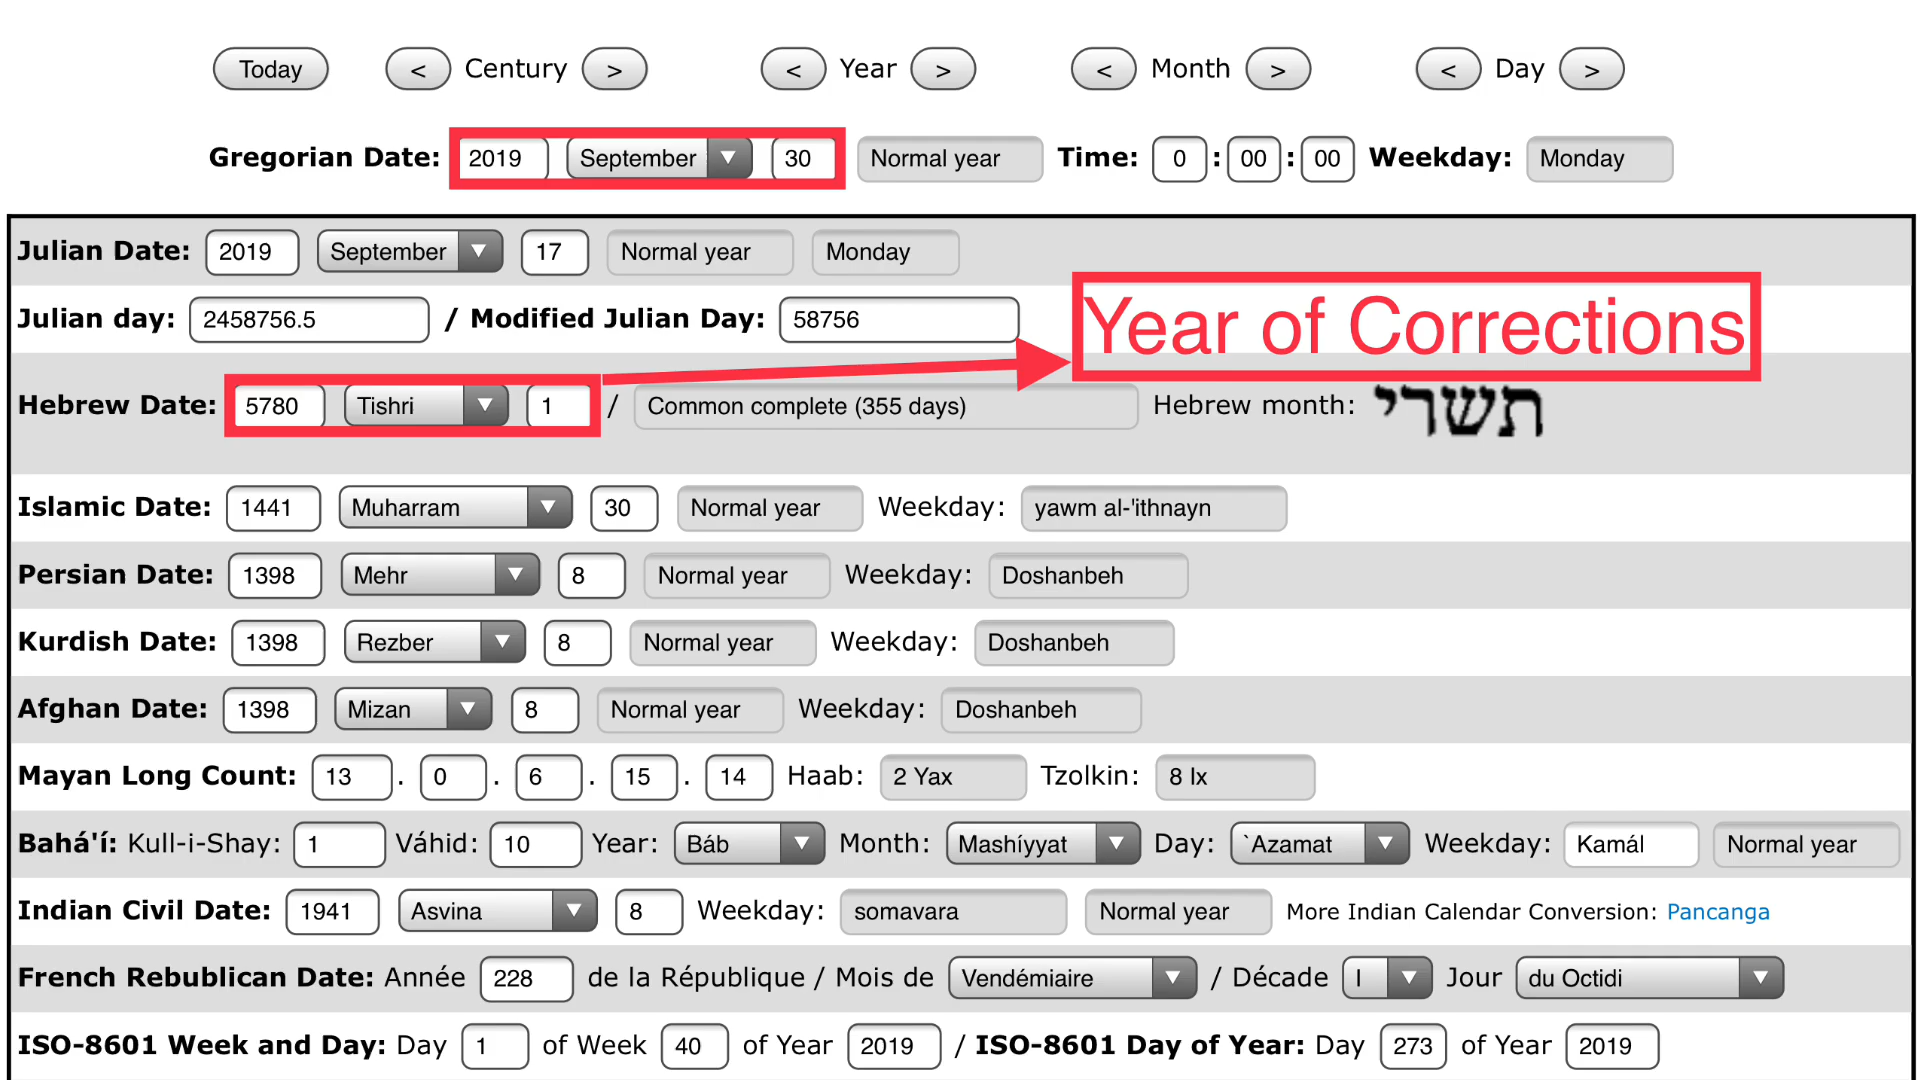 Today < Century > < Year > < Month > < Day >
Gregorian Date: 2019 September 30 Normal year Time: 0 : 00 : 00 Weekday: Monday
Julian Date: 2019 September 17 Normal year Monday
Julian day: 2458756.5 / Modified Julian Day: 58756
Year of Corrections
Hebrew Date: 5780 Tishri 1 / Common complete (355 days) Hebrew month: תשרי
Islamic Date: 1441 Muharram 30 Normal year Weekday: yawm al-'ithnayn
Persian Date: 1398 Mehr 8 Normal year Weekday: Doshanbeh
Kurdish Date: 1398 Rezber 8 Normal year Weekday: Doshanbeh
Afghan Date: 1398 Mizan 8 Normal year Weekday: Doshanbeh
Mayan Long Count: 13 . 0 . 6 . 15 . 14 Haab: 2 Yax Tzolkin: 8 Ix
Bahá'í: Kull-i-Shay: 1 Váhid: 10 Year: Báb Month: Mashíyyat Day: `Azamat Weekday: Kamál Normal year
Indian Civil Date: 1941 Asvina 8 Weekday: somavara Normal year More Indian Calendar Conversion: Pancanga
French Rebublican Date: Année 228 de la République / Mois de Vendémiaire / Décade I Jour du Octidi
ISO-8601 Week and Day: Day 1 of Week 40 of Year 2019 / ISO-8601 Day of Year: Day 273 of Year 2019